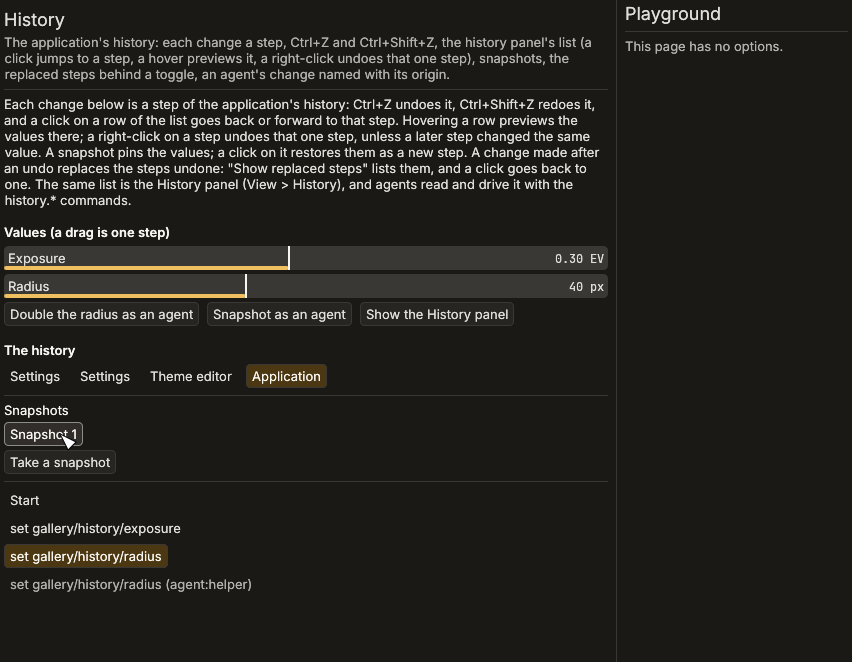 History
The application's history: each change a step, Ctrl+Z and Ctrl+Shift+Z, the history panel's list (a
click jumps to a step, a hover previews it, a right-click undoes that one step), snapshots, the
replaced steps behind a toggle, an agent's change named with its origin.
Each change below is a step of the application's history: Ctrl+Z undoes it, Ctrl+Shift+Z redoes it,
and a click on a row of the list goes back or forward to that step. Hovering a row previews the
values there; a right-click on a step undoes that one step, unless a later step changed the same
value. A snapshot pins the values; a click on it restores them as a new step. A change made after
an undo replaces the steps undone: "Show replaced steps" lists them, and a click goes back to
one. The same list is the History panel (View > History), and agents read and drive it with the
history.* commands.
Values (a drag is one step)
Exposure 0.30 EV
Radius 40 px
Double the radius as an agent Snapshot as an agent Show the History panel
The history
Settings Settings Theme editor Application
Snapshots
Snapshot 1
Take a snapshot
Start
set gallery/history/exposure
set gallery/history/radius
set gallery/history/radius (agent:helper)
Playground
This page has no options.